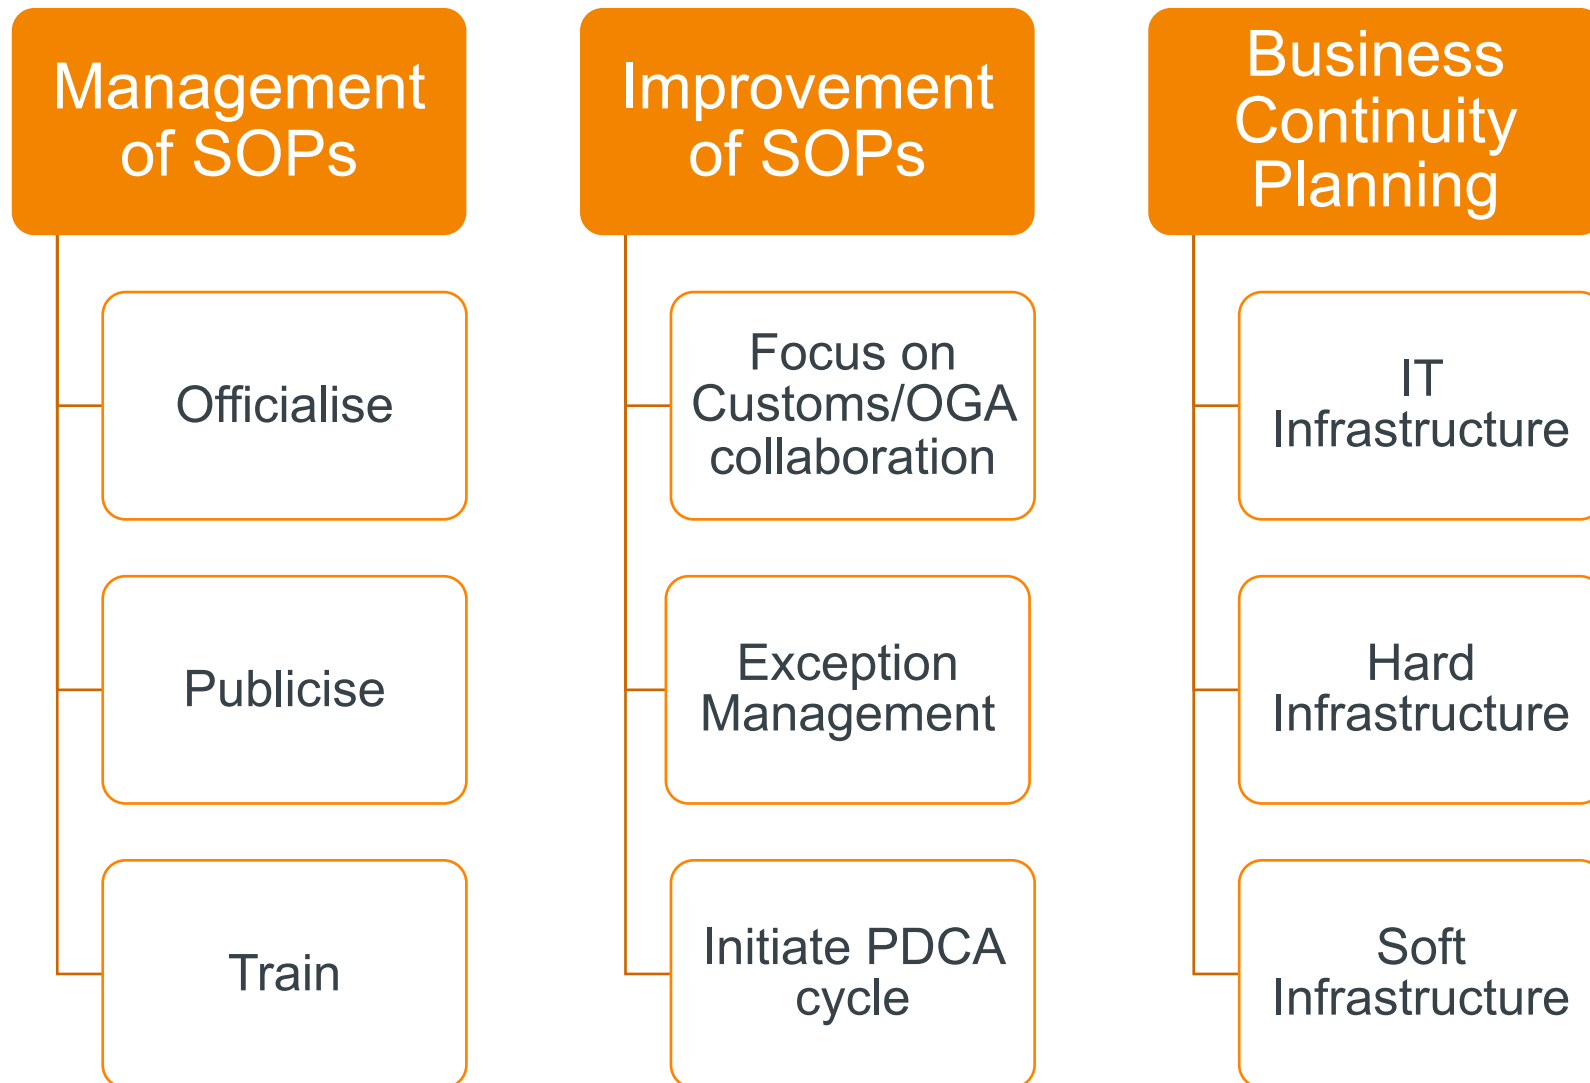 Management
of SOPs
Officialise
Publicise
Train
Improvement
of SOPs
Focus on
Customs/OGA
collaboration
Exception
Management
Initiate PDCA
cycle
Business
Continuity
Planning
IT
Infrastructure
Hard
Infrastructure
Soft
Infrastructure